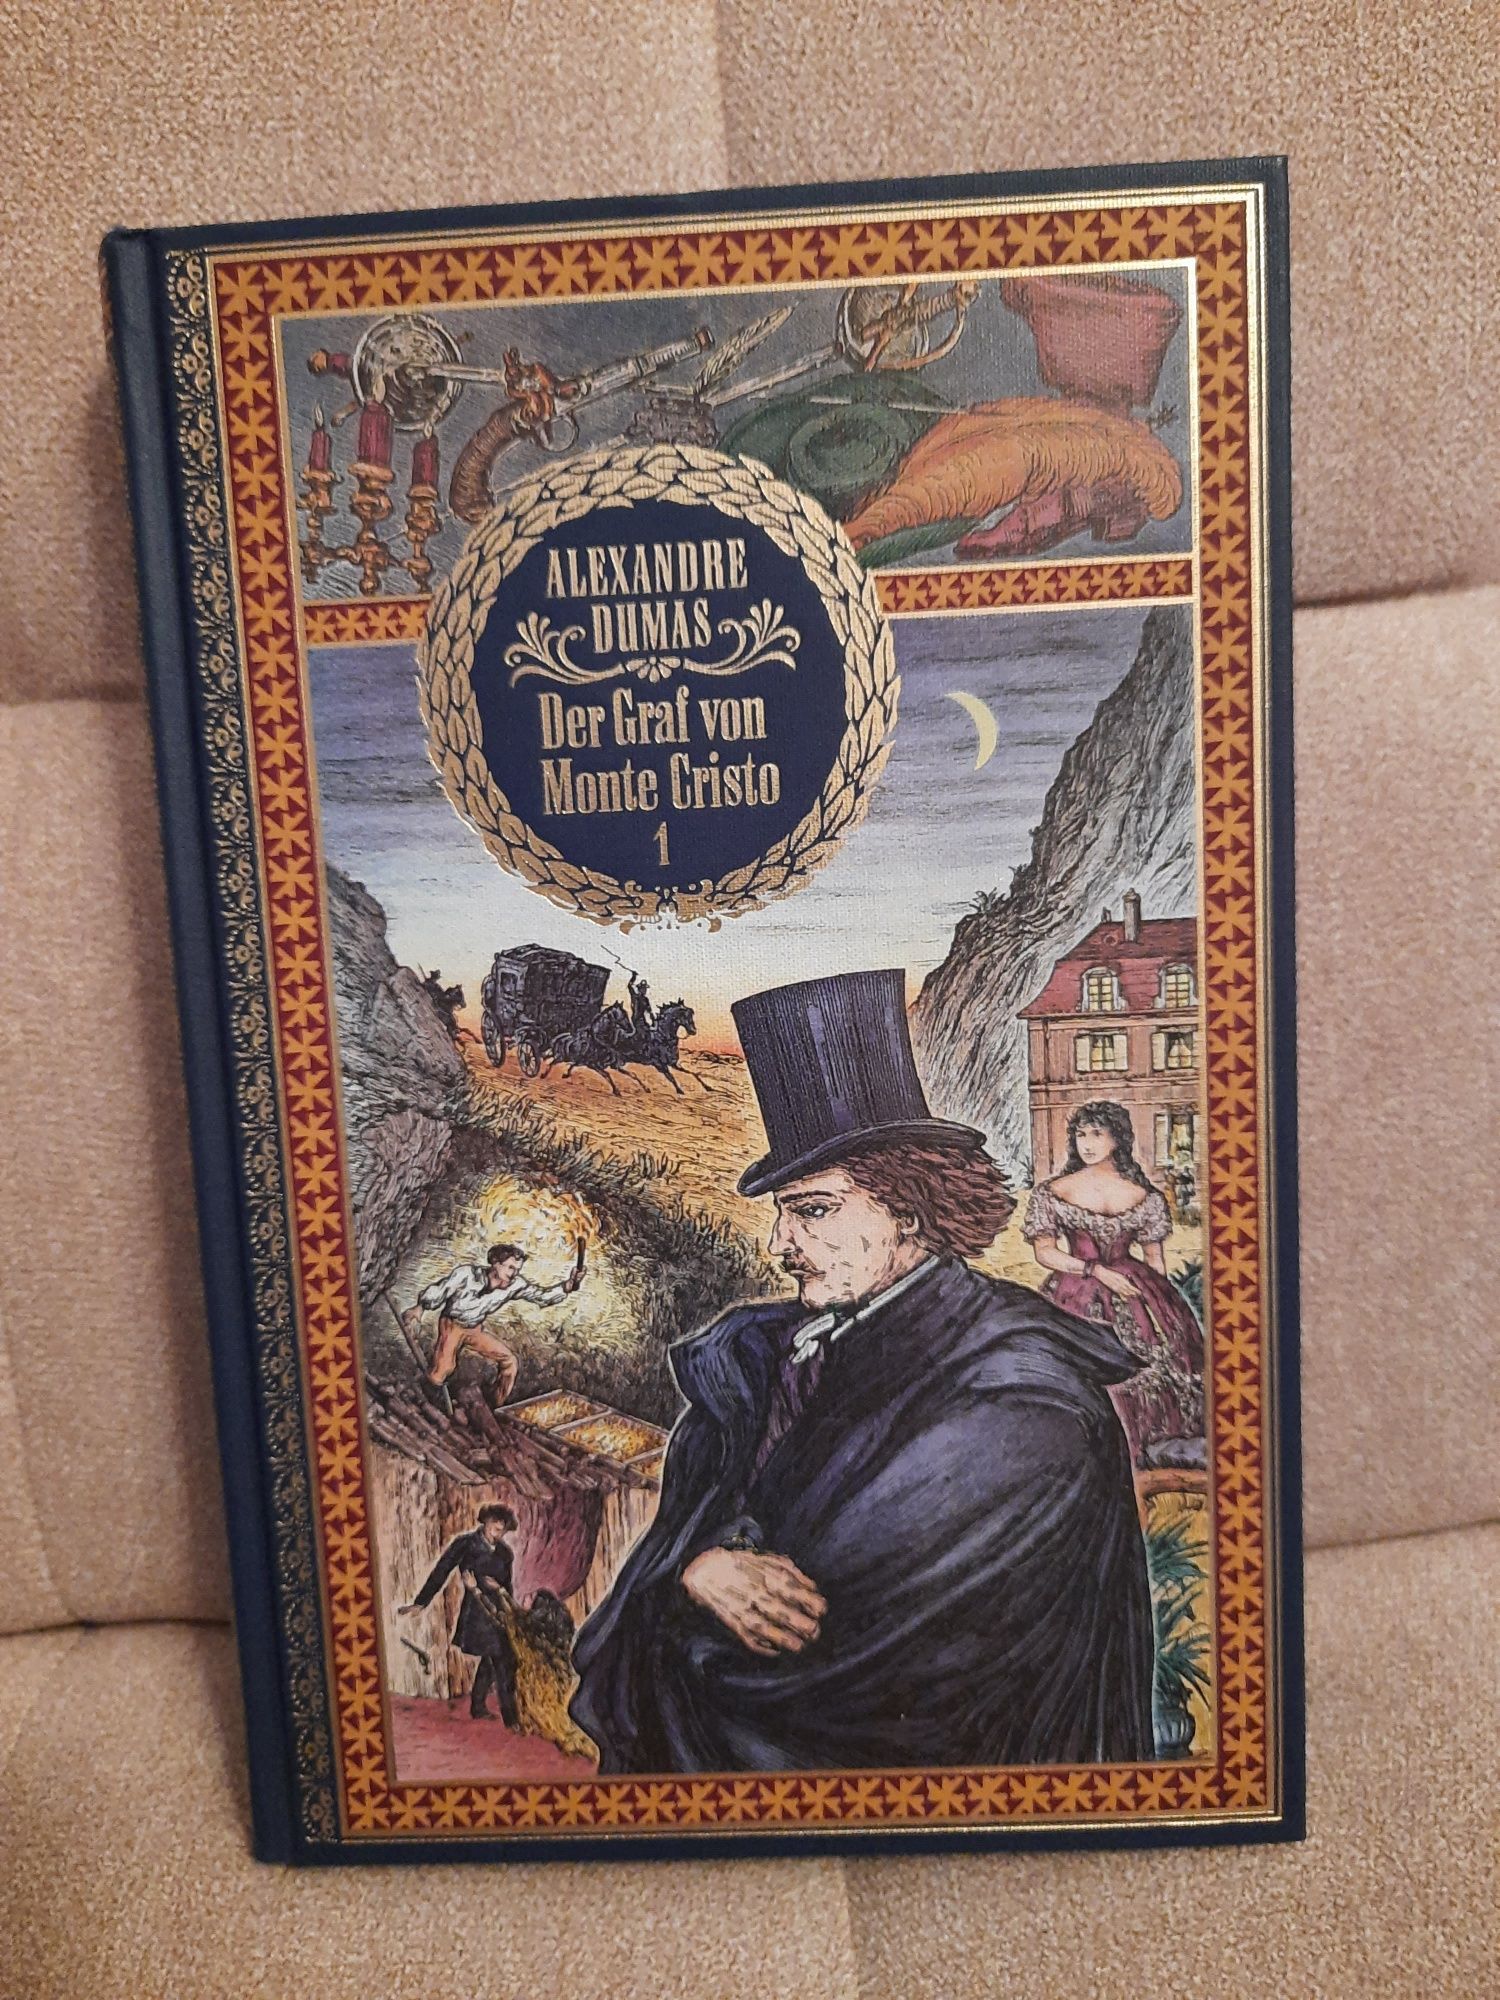 ALEXANDRE
DUMAS
Der Graf von
Monte Cristo
1